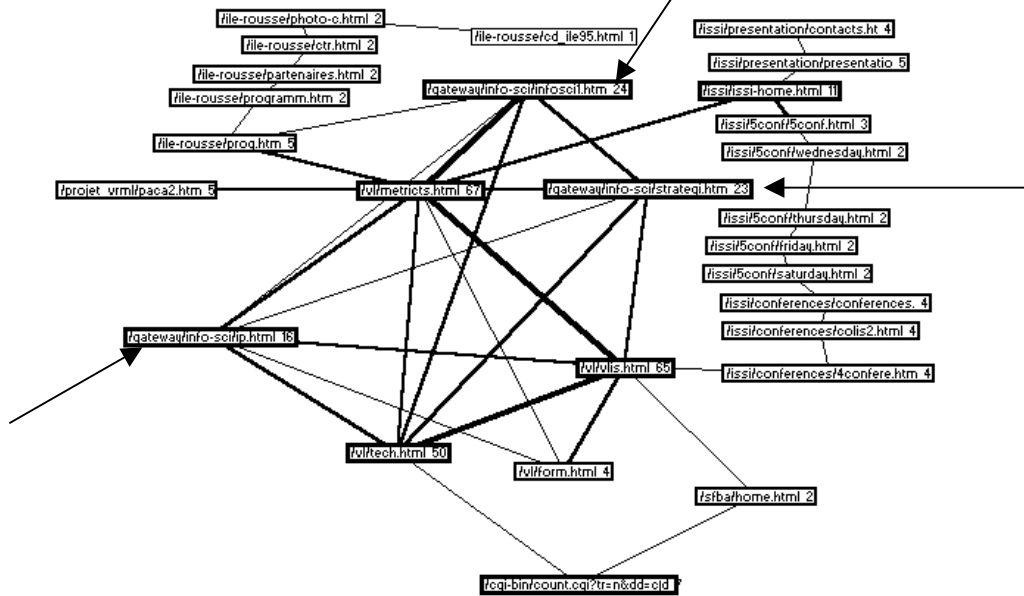 /ile-rousse/photo-c.html 2
/ile-rousse/cd_ile95.html 1
/issi/presentation/contacts.ht 4
/ile-rousse/ctr.html 2
/issi/presentation/presentatio 5
/ile-rousse/partenaires.html 2
/gateway/info-sci/infosci1.htm 24
/issi/issi-home.html 11
/ile-rousse/programm.htm 2
/issi/5conf/5conf.html 3
/ile-rousse/prog.htm 5
/issi/5conf/wednesday.html 2
/projet_vrml/paca2.htm 5
/vl/metricts.html 67
/gateway/info-sci/strategi.htm 23
/issi/5conf/thursday.html 2
/issi/5conf/friday.html 2
/issi/5conf/saturday.html 2
/issi/conferences/conferences. 4
/issi/conferences/colis2.html 4
/gateway/info-sci/ip.html 16
/vl/vlis.html 65
/issi/conferences/4confere.htm 4
/vl/tech.html 50
/vl/form.html 4
/sfba/home.html 2
/cgi-bin/count.cgi?tr=n&dd=c|d 7